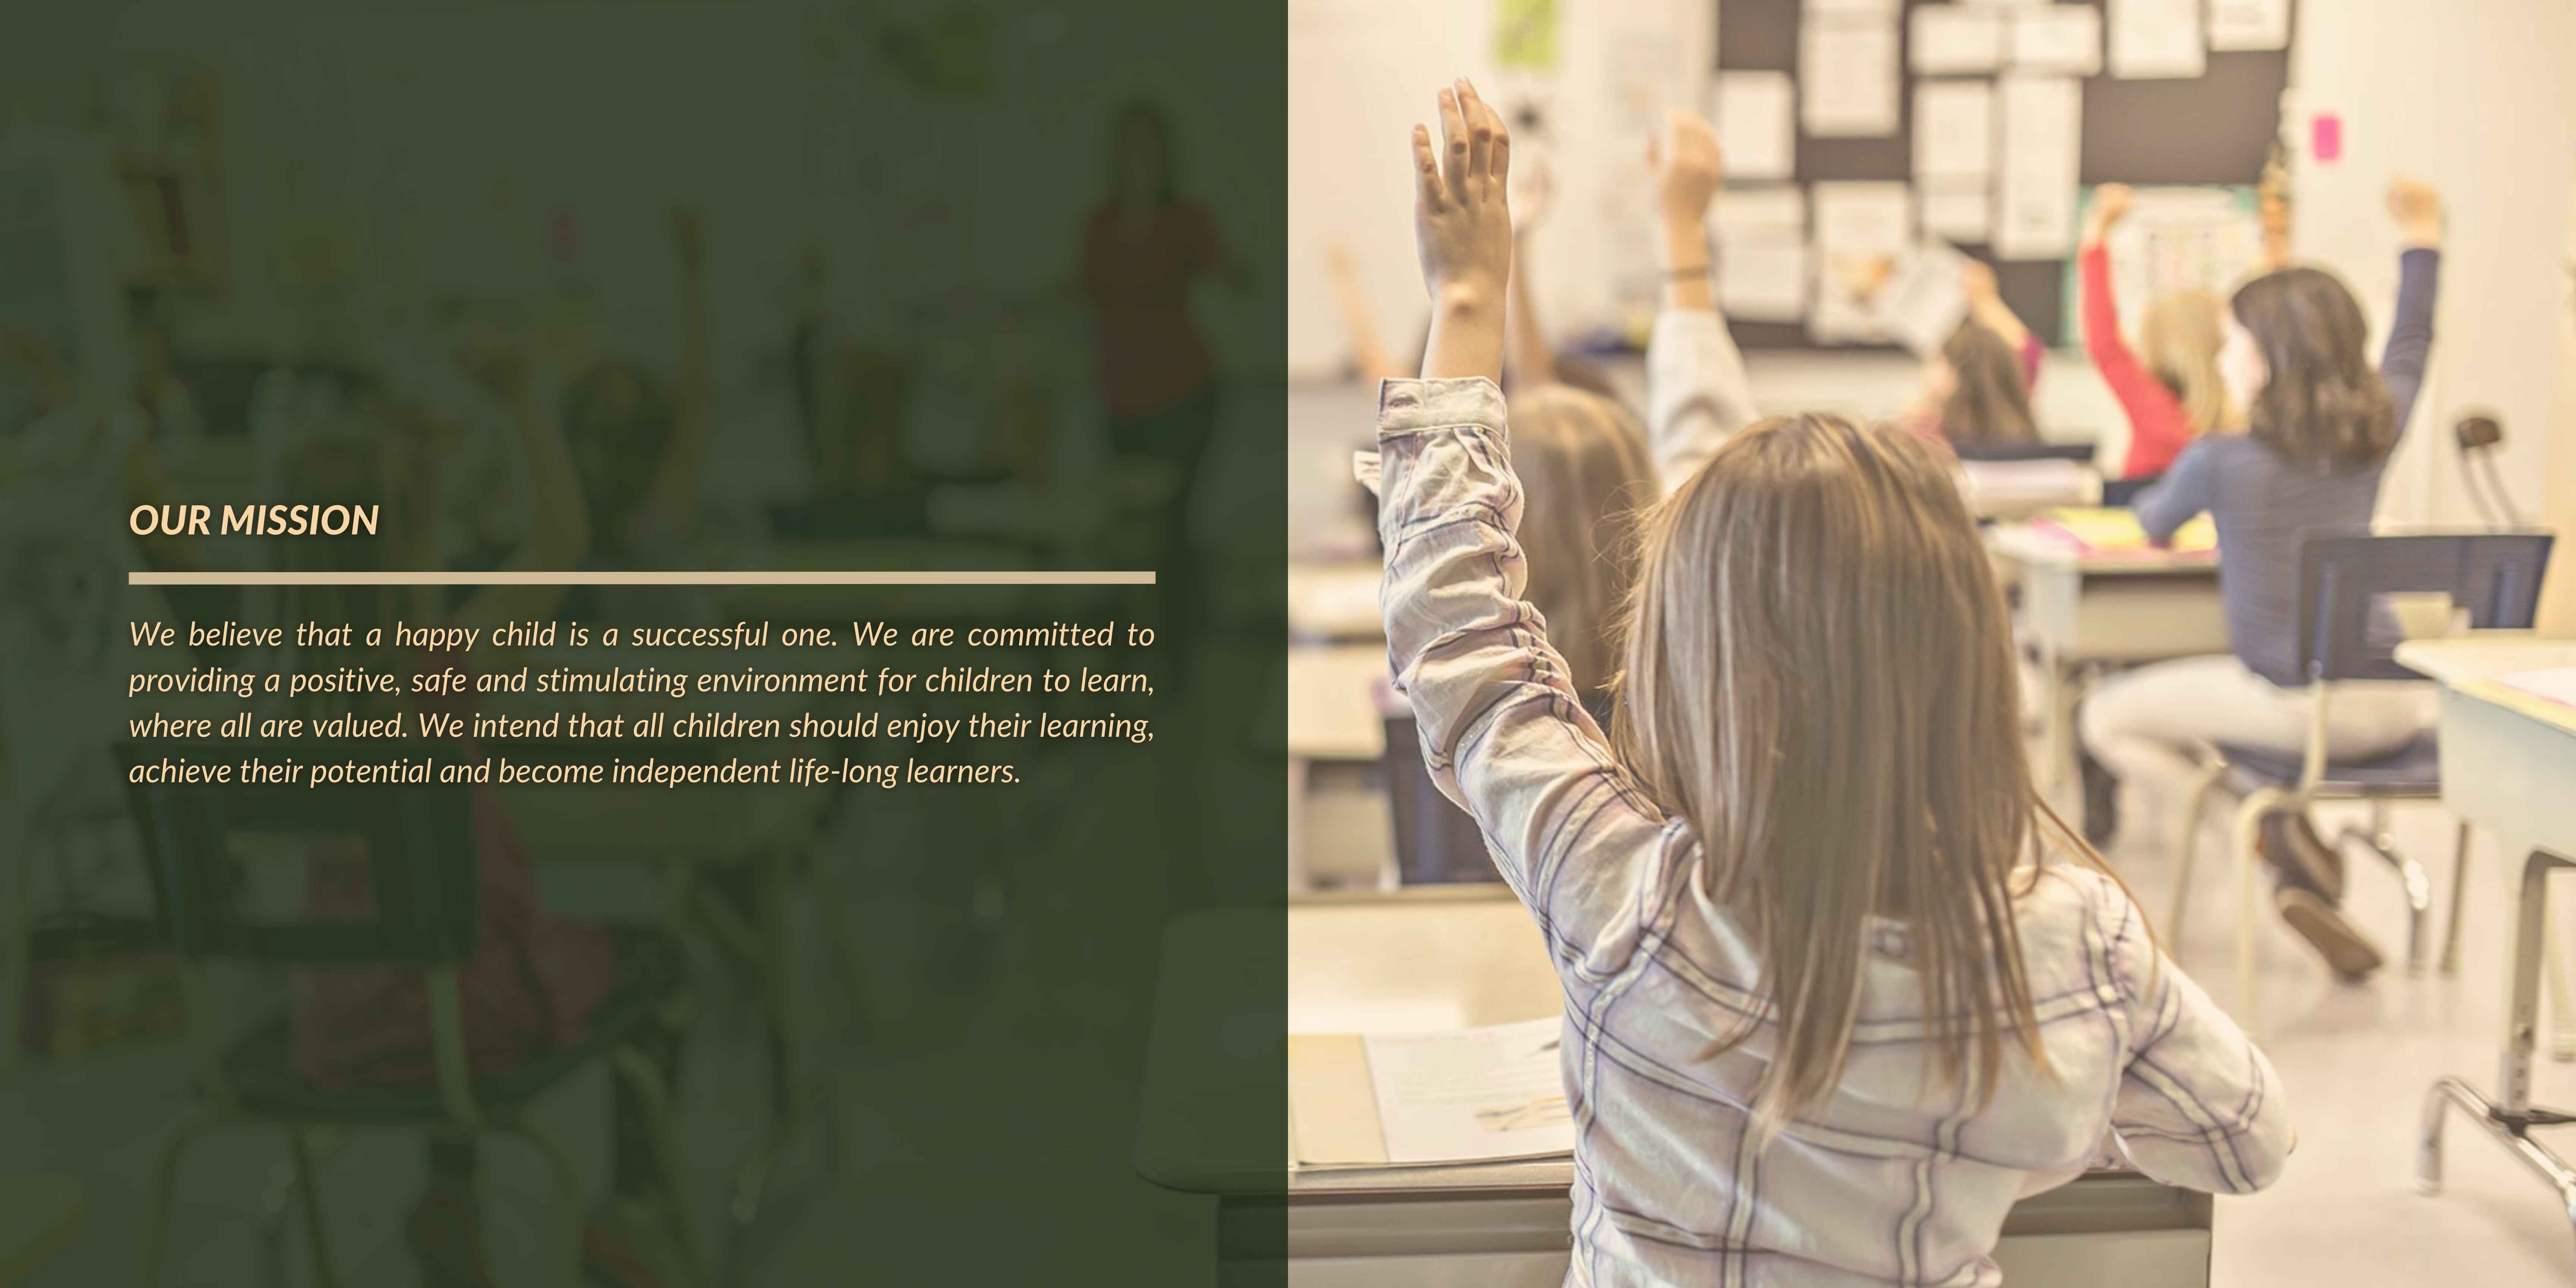 OUR MISSION
We believe that a happy child is a successful one. We are committed to
providing a positive, safe and stimulating environment for children to learn,
where all are valued. We intend that all children should enjoy their learning,
achieve their potential and become independent life-long learners.